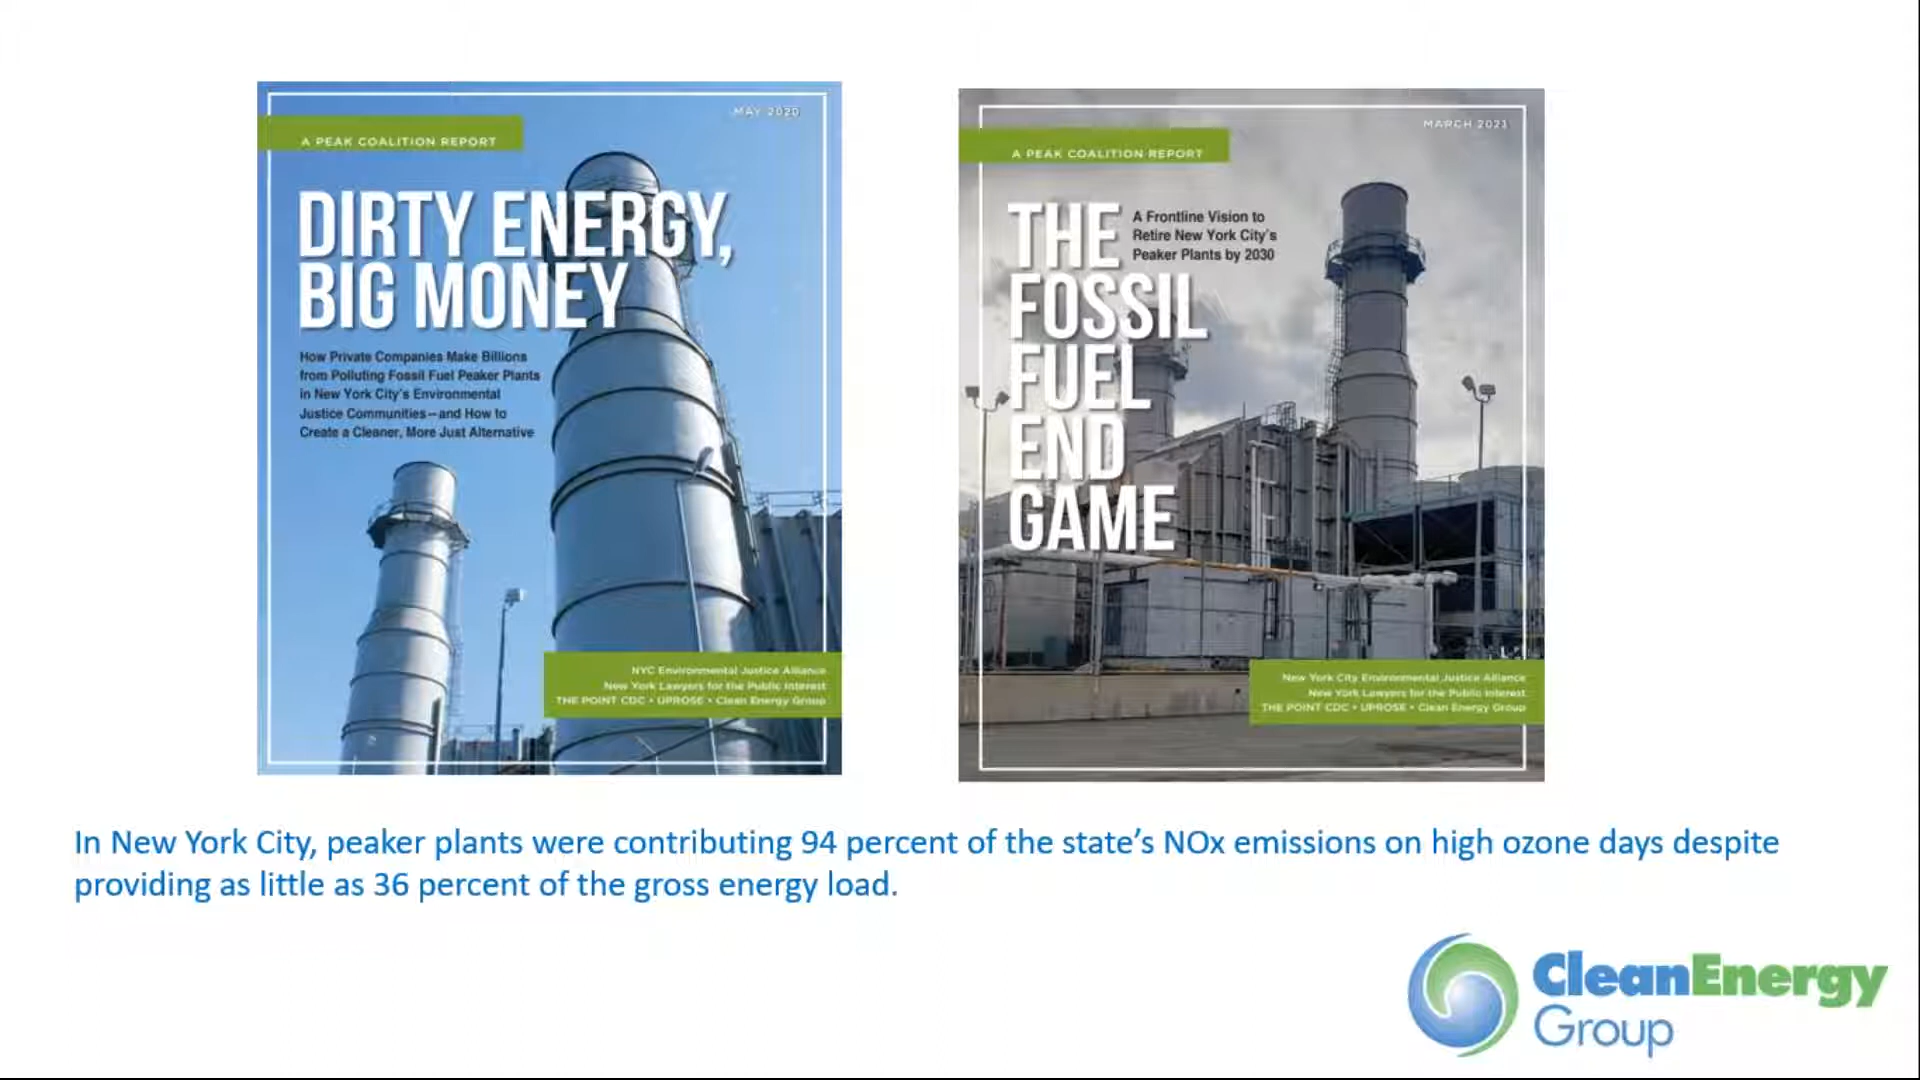 MAY 2020
A PEAK COALITION REPORT
DIRTY ENERGY,
BIG MONEY
How Private Companies Make Billions
from Polluting Fossil Fuel Peaker Plants
in New York City's Environmental
Justice Communities—and How to
Create a Cleaner, More Just Alternative
NYC Environmental Justice Alliance
New York Lawyers for the Public Interest
THE POINT CDC • UPROSE • Clean Energy Group
MARCH 2021
A PEAK COALITION REPORT
THE
FOSSIL
FUEL
END
GAME
A Frontline Vision to
Retire New York City's
Peaker Plants by 2030
New York City Environmental Justice Alliance
New York Lawyers for the Public Interest
THE POINT CDC • UPROSE • Clean Energy Group
In New York City, peaker plants were contributing 94 percent of the state's NOx emissions on high ozone days despite
providing as little as 36 percent of the gross energy load.
CleanEnergy
Group